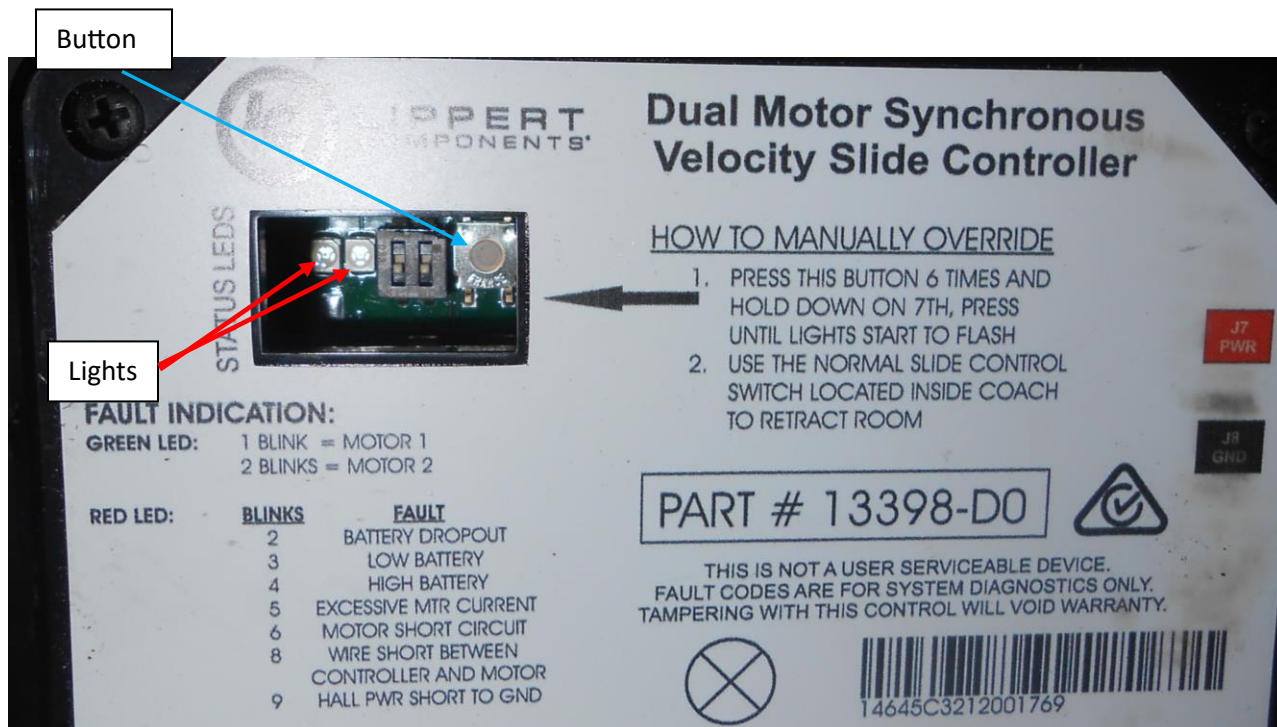 Button
LIPPERT
COMPONENTS®
Dual Motor Synchronous
Velocity Slide Controller
STATUS LEDS
Lights
HOW TO MANUALLY OVERRIDE
1. PRESS THIS BUTTON 6 TIMES AND
HOLD DOWN ON 7TH, PRESS
UNTIL LIGHTS START TO FLASH
2. USE THE NORMAL SLIDE CONTROL
SWITCH LOCATED INSIDE COACH
TO RETRACT ROOM
J7
PWR
J8
GND
FAULT INDICATION:
GREEN LED: 1 BLINK = MOTOR 1
2 BLINKS = MOTOR 2
RED LED: BLINKS FAULT
2 BATTERY DROPOUT
3 LOW BATTERY
4 HIGH BATTERY
5 EXCESSIVE MTR CURRENT
6 MOTOR SHORT CIRCUIT
8 WIRE SHORT BETWEEN
CONTROLLER AND MOTOR
9 HALL PWR SHORT TO GND
PART # 13398-D0
THIS IS NOT A USER SERVICEABLE DEVICE.
FAULT CODES ARE FOR SYSTEM DIAGNOSTICS ONLY.
TAMPERING WITH THIS CONTROL WILL VOID WARRANTY.
14645C3212001769